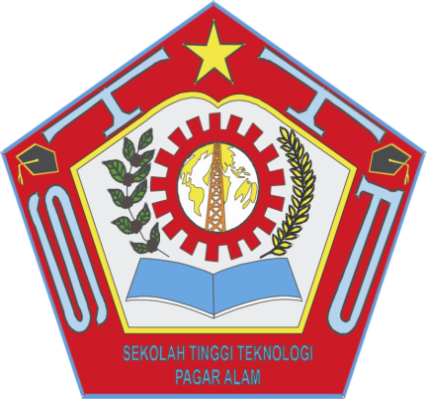 S T T
SEKOLAH TINGGI TEKNOLOGI
PAGAR ALAM